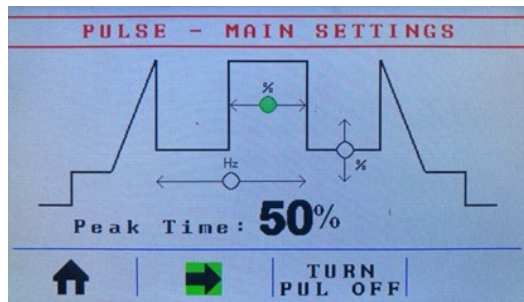 PULSE - MAIN SETTINGS
%
Hz
%
Peak Time: 50%
TURN
PUL OFF